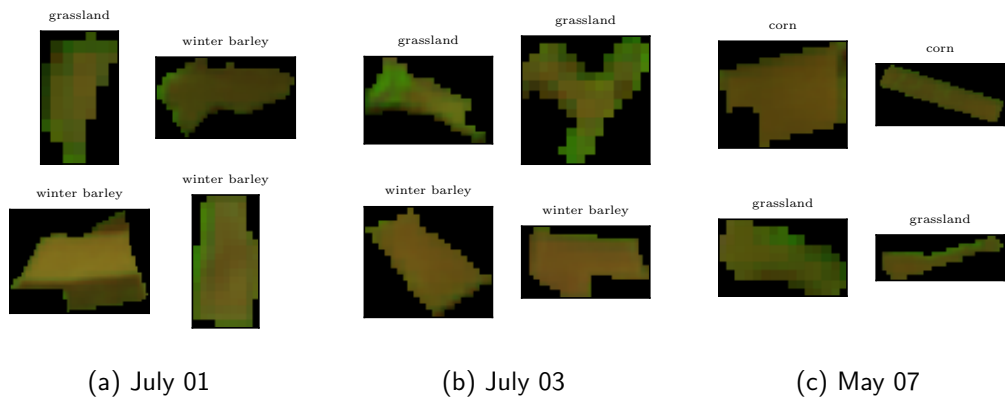 grassland
winter barley
winter barley
winter barley
(a) July 01
grassland
grassland
winter barley
winter barley
(b) July 03
corn
corn
grassland
grassland
(c) May 07